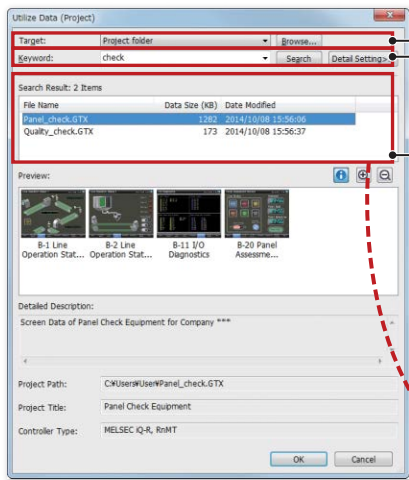 Utilize Data (Project)
Target: Project folder Browse...
Keyword: check Search Detail Setting>
Search Result: 2 Items
File Name Data Size (KB) Date Modified
Panel_check.GTX 1282 2014/10/08 15:56:06
Quality_check.GTX 173 2014/10/08 15:56:37
Preview:
B-1 Line B-2 Line B-11 I/O B-20 Panel
Operation Stat... Operation Stat... Diagnostics Assessme...
Detailed Description:
Screen Data of Panel Check Equipment for Company ***
Project Path: C:¥Users¥User¥Panel_check.GTX
Project Title: Panel Check Equipment
Controller Type: MELSEC iQ-R, RnMT
OK Cancel